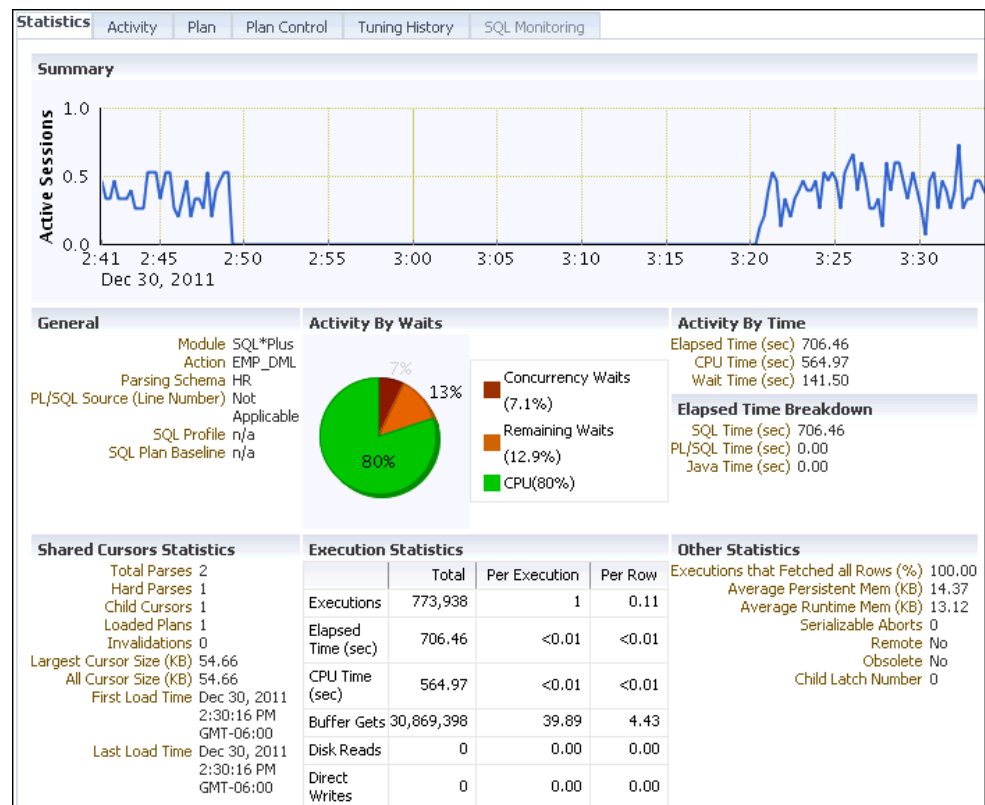 Statistics Activity Plan Plan Control Tuning History SQL Monitoring
Summary
Active Sessions
1.0
0.5
0.0
2:41 2:45 2:50 2:55 3:00 3:05 3:10 3:15 3:20 3:25 3:30
Dec 30, 2011
General
Module SQL*Plus
Action EMP_DML
Parsing Schema HR
PL/SQL Source (Line Number) Not
Applicable
SQL Profile n/a
SQL Plan Baseline n/a
Activity By Waits
7%
13%
80%
Concurrency Waits
(7.1%)
Remaining Waits
(12.9%)
CPU(80%)
Activity By Time
Elapsed Time (sec) 706.46
CPU Time (sec) 564.97
Wait Time (sec) 141.50
Elapsed Time Breakdown
SQL Time (sec) 706.46
PL/SQL Time (sec) 0.00
Java Time (sec) 0.00
Shared Cursors Statistics
Total Parses 2
Hard Parses 1
Child Cursors 1
Loaded Plans 1
Invalidations 0
Largest Cursor Size (KB) 54.66
All Cursor Size (KB) 54.66
First Load Time Dec 30, 2011
2:30:16 PM
GMT-06:00
Last Load Time Dec 30, 2011
2:30:16 PM
GMT-06:00
Execution Statistics
Total Per Execution Per Row
Executions 773,938 1 0.11
Elapsed
Time (sec) 706.46 <0.01 <0.01
CPU Time
(sec) 564.97 <0.01 <0.01
Buffer Gets 30,869,398 39.89 4.43
Disk Reads 0 0.00 0.00
Direct
Writes 0 0.00 0.00
Other Statistics
Executions that Fetched all Rows (%) 100.00
Average Persistent Mem (KB) 14.37
Average Runtime Mem (KB) 13.12
Serializable Aborts 0
Remote No
Obsolete No
Child Latch Number 0